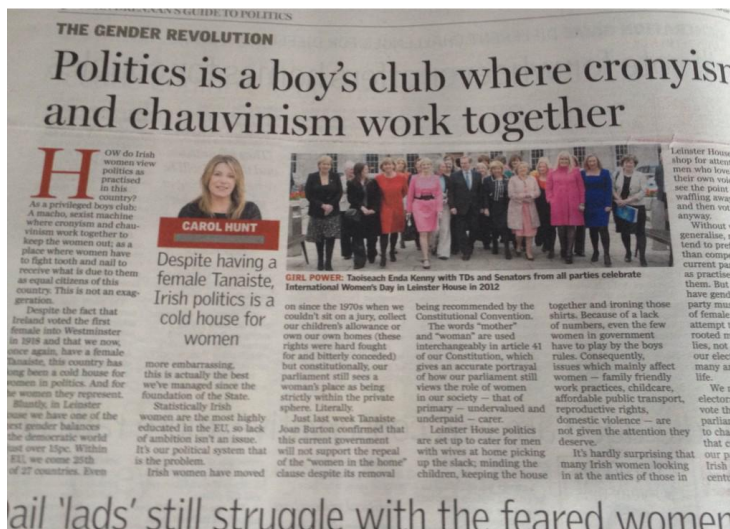 GUIDE TO POLITICS
THE GENDER REVOLUTION
Politics is a boy's club where
and chauvinism work together
HOW do Irish
women view
politics as
practised
in this
country?
As a privileged boys club:
A macho, sexist machine
where cronyism and chau-
vinism work together to
keep the women out; as a
place where women have
to fight tooth and nail to
receive what is due to them
as equal citizens of this
country. This is not an exag-
geration.
Despite the fact that
Ireland voted the first
female into Westminster
in 1918 and that we now,
once again, have a female
Tanaiste, this country has
long been a cold house for
women in politics. And for
the women they represent.
Bluntly, in Leinster
House we have one of the
worst gender balances
the democratic world
just over 15pc. Within
EU, we come 25th
of 27 countries. Even
CAROL HUNT
Despite having a
female Tanaiste,
Irish politics is a
cold house for
women
more embarrassing,
this is actually the best
we've managed since the
foundation of the State.
Statistically Irish
women are the most highly
educated in the EU, so lack
of ambition isn't an issue.
It's our political system that
is the problem.
Irish women have moved
GIRL POWER: Taoiseach Enda Kenny with TDs and Senators from all parties celebrate
International Women's Day in Leinster House in 2012
on since the 1970s when we
couldn't sit on a jury, collect
our children's allowance or
own our own homes (these
rights were hard fought
for and bitterly conceded)
but constitutionally, our
parliament still sees a
woman's place as being
strictly within the private
sphere. Literally.
Just last week Tanaiste
Joan Burton confirmed that
this current government
will not support the repeal
of the "women in the home"
clause despite its removal
being recommended by the
Constitutional Convention.
The words "mother"
and "woman" are used
interchangeably in article 41
of our Constitution, which
gives an accurate portrayal
of how our parliament still
views the role of women
in our society — that of
primary — undervalued and
underpaid — carer.
Leinster House politics
are set up to cater for men
with wives at home picking
up the slack; minding the
children, keeping the house
together and ironing those
shirts. Because of a lack
of numbers, even the few
women in government
have to play by the boys
rules. Consequently,
issues which mainly affect
women — family friendly
work practices, childcare,
affordable public transport,
reproductive rights,
domestic violence — are
not given the attention they
deserve.
It's hardly surprising that
many Irish women looking
in at the antics of those in
Leinster House
shop for
men who love
their own
see the point
waffling
and then
anyway.
Without
generalise,
tend to
than
current
as
them. But
have
party
of female
attempt
rooted
lies, not
our
many
life.
We
vote
to
that
our
Irish
'lads' still struggle with the feared women